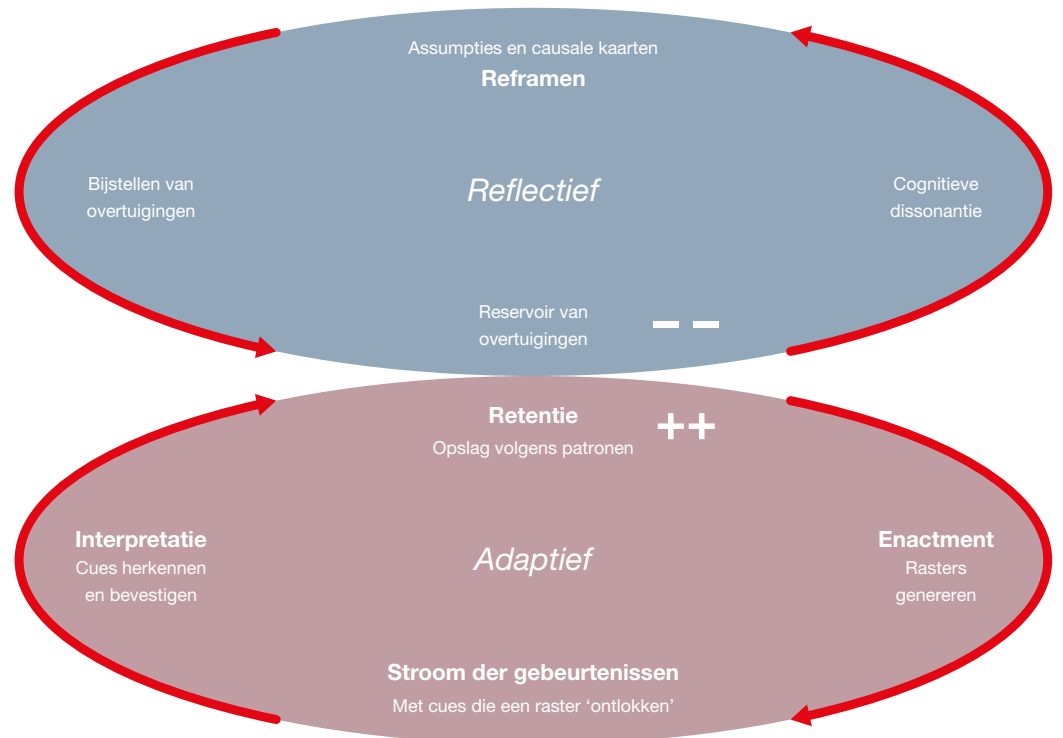 Assumpties en causale kaarten
Reframen
Bijstellen van
overtuigingen
Reflectief
Cognitieve
dissonantie
Reservoir van
overtuigingen
– –
Retentie
++
Opslag volgens patronen
Interpretatie
Cues herkennen
en bevestigen
Adaptief
Enactment
Rasters
genereren
Stroom der gebeurtenissen
Met cues die een raster ‘ontlokken’